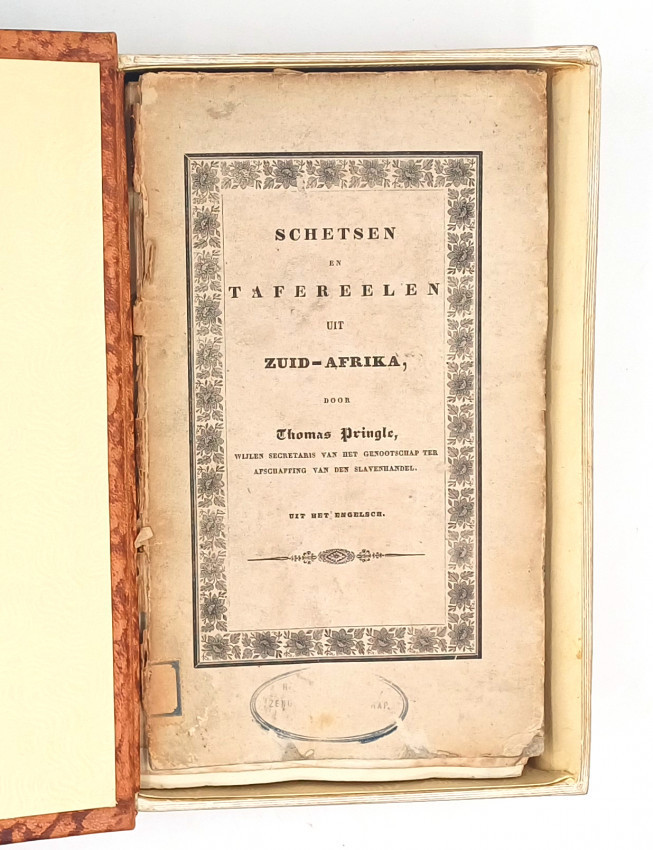 SCHETSEN
EN
TAFEREELEN
UIT
ZUID=AFRIKA,
DOOR
Thomas Pringle,
WIJLEN SECRETARIS VAN HET GENOOTSCHAP TER
AFSCHAFFING VAN DEN SLAVENHANDEL.
UIT HET ENGELSCH.